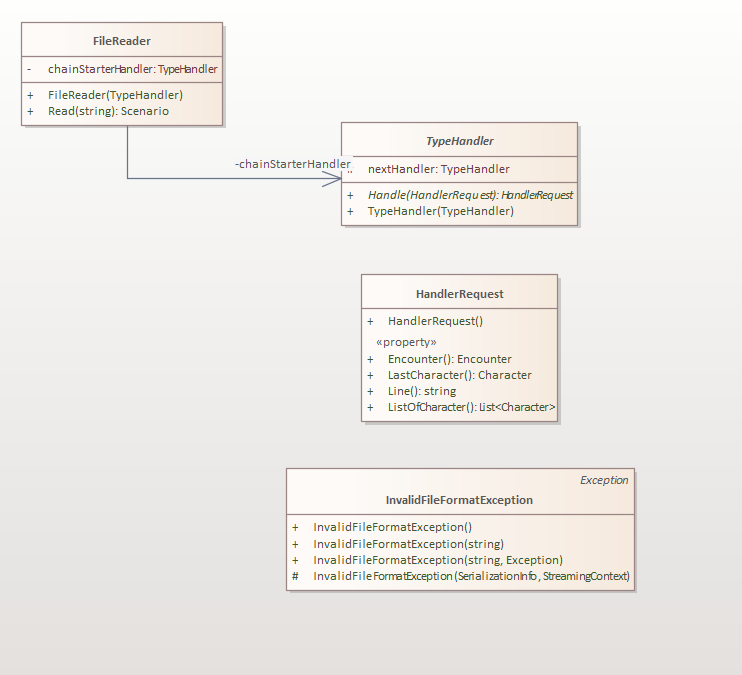 FileReader
- chainStarterHandler: TypeHandler
+ FileReader(TypeHandler)
+ Read(string): Scenario
-chainStarterHandler
TypeHandler
nextHandler: TypeHandler
+ Handle(HandlerRequest): HandlerRequest
+ TypeHandler(TypeHandler)
HandlerRequest
+ HandlerRequest()
«property»
+ Encounter(): Encounter
+ LastCharacter(): Character
+ Line(): string
+ ListOfCharacter(): List<Character>
Exception
InvalidFileFormatException
+ InvalidFileFormatException()
+ InvalidFileFormatException(string)
+ InvalidFileFormatException(string, Exception)
# InvalidFileFormatException(SerializationInfo, StreamingContext)